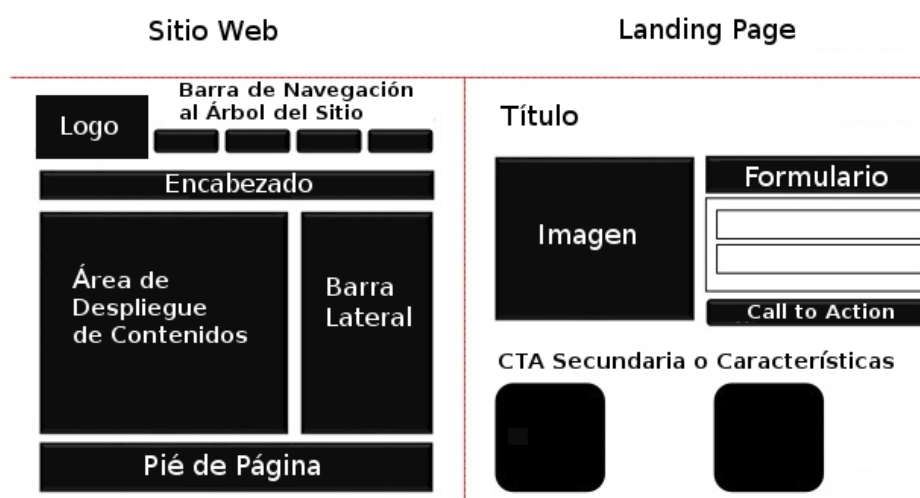 Sitio Web
Landing Page
Barra de Navegación
al Árbol del Sitio
Logo
Encabezado
Área de
Despliegue
de Contenidos
Barra
Lateral
Pié de Página
Título
Imagen
Formulario
Call to Action
CTA Secundaria o Características